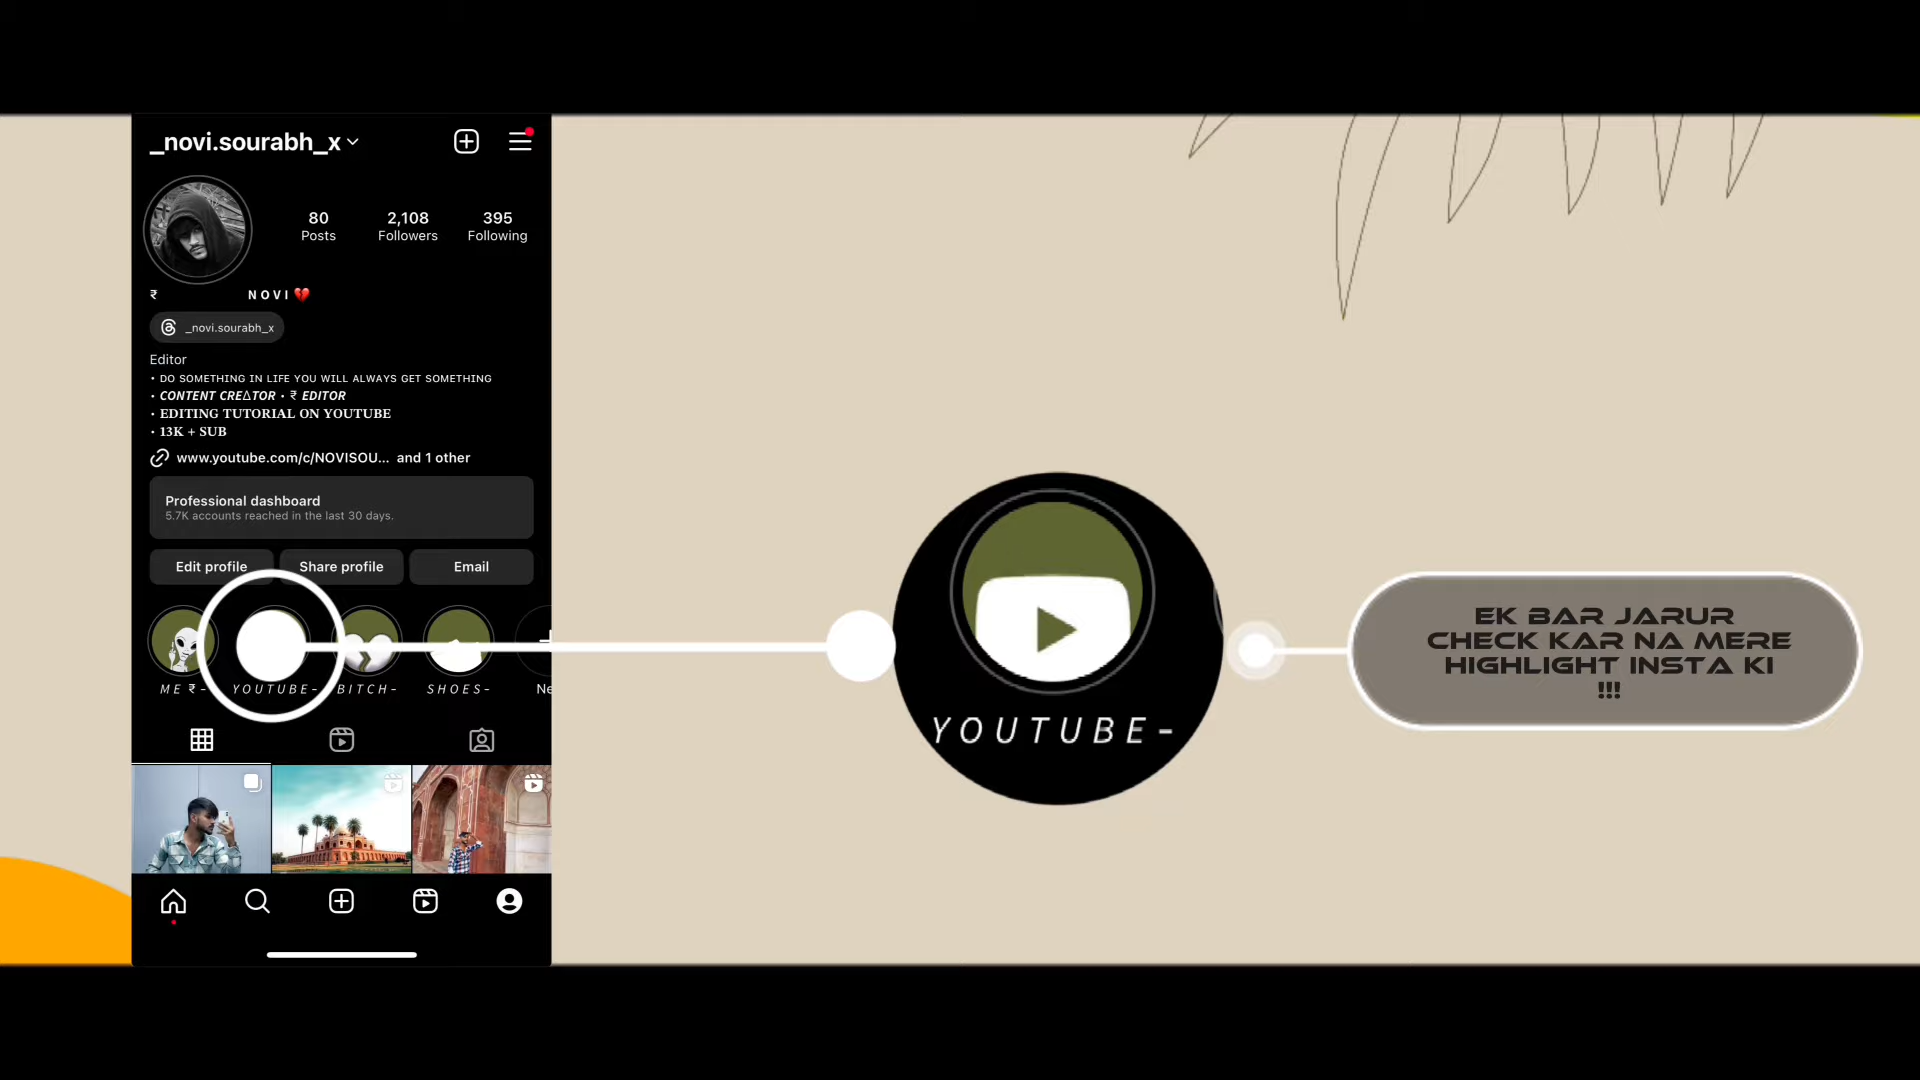 _novi.sourabh_x
80
Posts
2,108
Followers
395
Following
₹ NOVI💔
_novi.sourabh_x
Editor
• DO SOMETHING IN LIFE YOU WILL ALWAYS GET SOMETHING
• CONTENT CREΔTOR • ₹ EDITOR
• EDITING TUTORIAL ON YOUTUBE
• 13K + SUB
www.youtube.com/c/NOVISOU... and 1 other
Professional dashboard
5.7K accounts reached in the last 30 days.
Edit profile
Share profile
Email
ME ₹-
YOUTUBE-
BITCH-
SHOES-
Ne
YOUTUBE-
EK BAR JARUR
CHECK KAR NA MERE
HIGHLIGHT INSTA KI
!!!